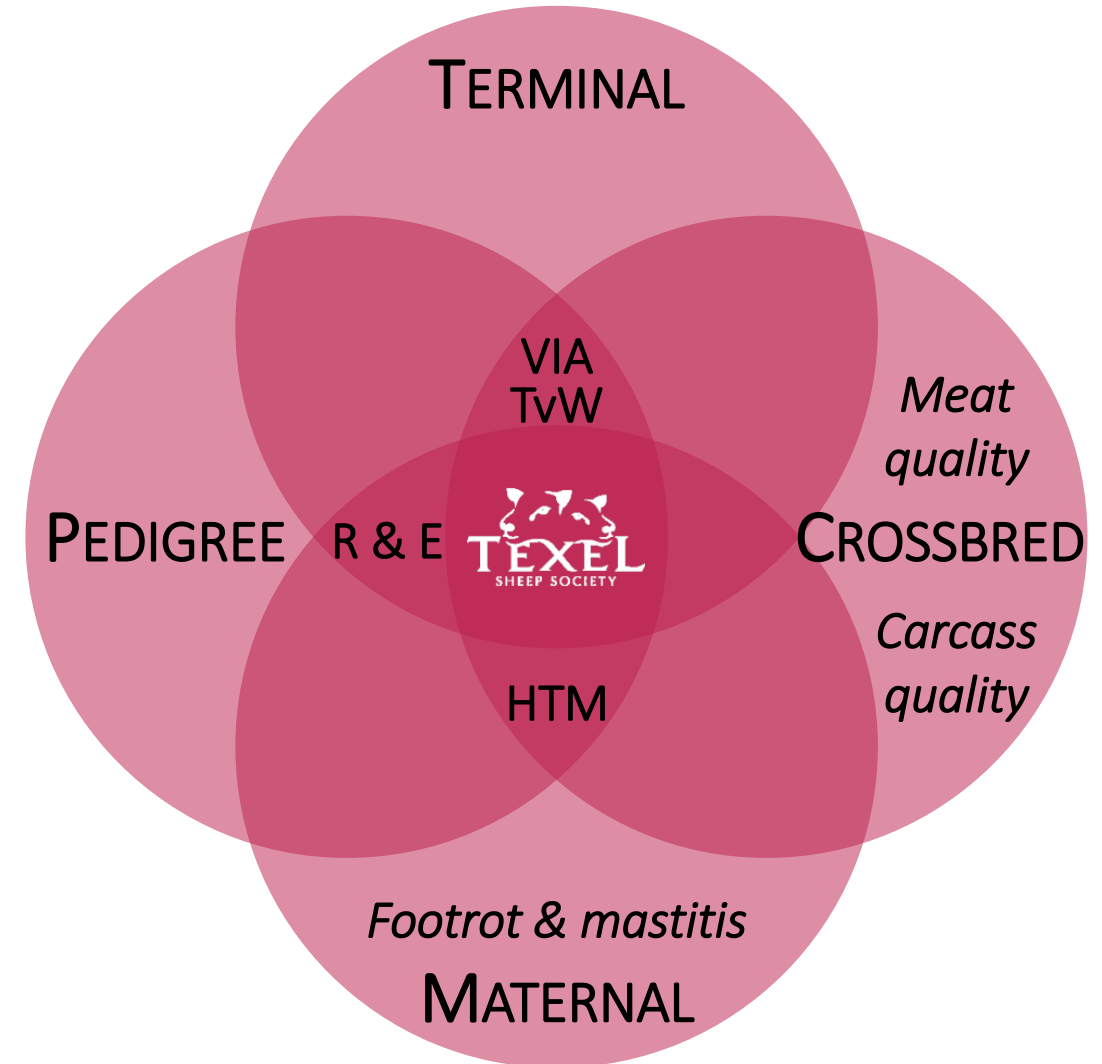 TERMINAL
VIA
TvW
Meat
quality
PEDIGREE
R & E
TEXEL
SHEEP SOCIETY
CROSSBRED
Carcass
quality
HTM
Footrot & mastitis
MATERNAL